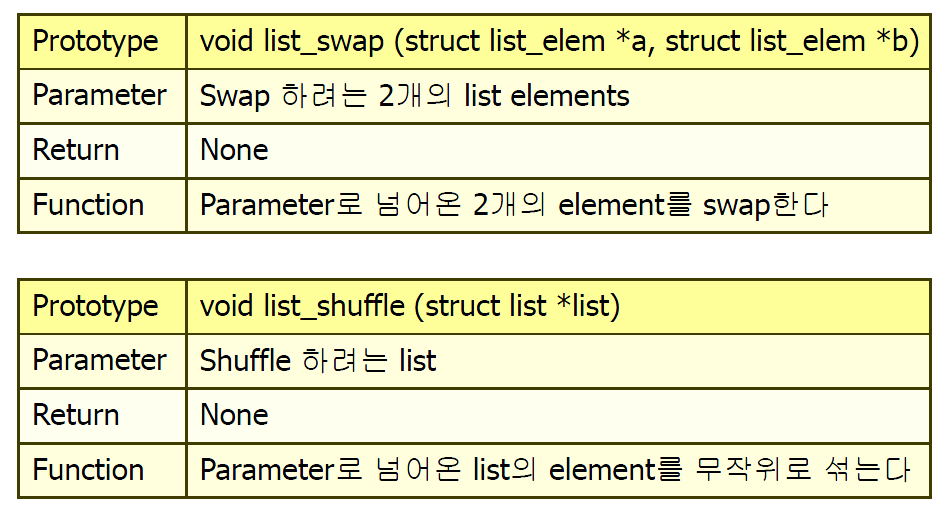 Prototype void list_swap (struct list_elem *a, struct list_elem *b)
Parameter Swap 하려는 2개의 list elements
Return None
Function Parameter로 넘어온 2개의 element를 swap한다
Prototype void list_shuffle (struct list *list)
Parameter Shuffle 하려는 list
Return None
Function Parameter로 넘어온 list의 element를 무작위로 섞는다